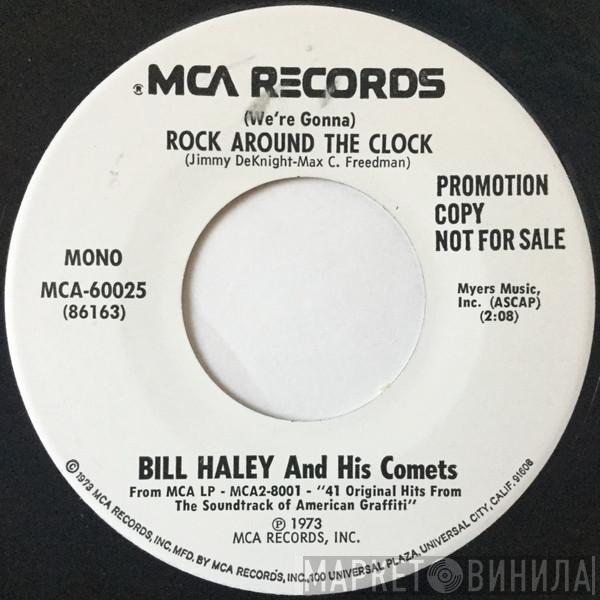 ® MCA RECORDS
(We're Gonna)
ROCK AROUND THE CLOCK
(Jimmy DeKnight-Max C. Freedman)
PROMOTION
COPY
NOT FOR SALE
MONO
MCA-60025
(86163)
Myers Music,
Inc. (ASCAP)
(2:08)
BILL HALEY And His Comets
From MCA LP - MCA2-8001 - "41 Original Hits From
The Soundtrack of American Graffiti"
℗ 1973
MCA RECORDS, INC.
© 1973 MCA RECORDS, INC. MFD. BY MCA RECORDS, INC., 100 UNIVERSAL PLAZA, UNIVERSAL CITY, CALIF. 91608
МАРКЕТ ВИНИЛА